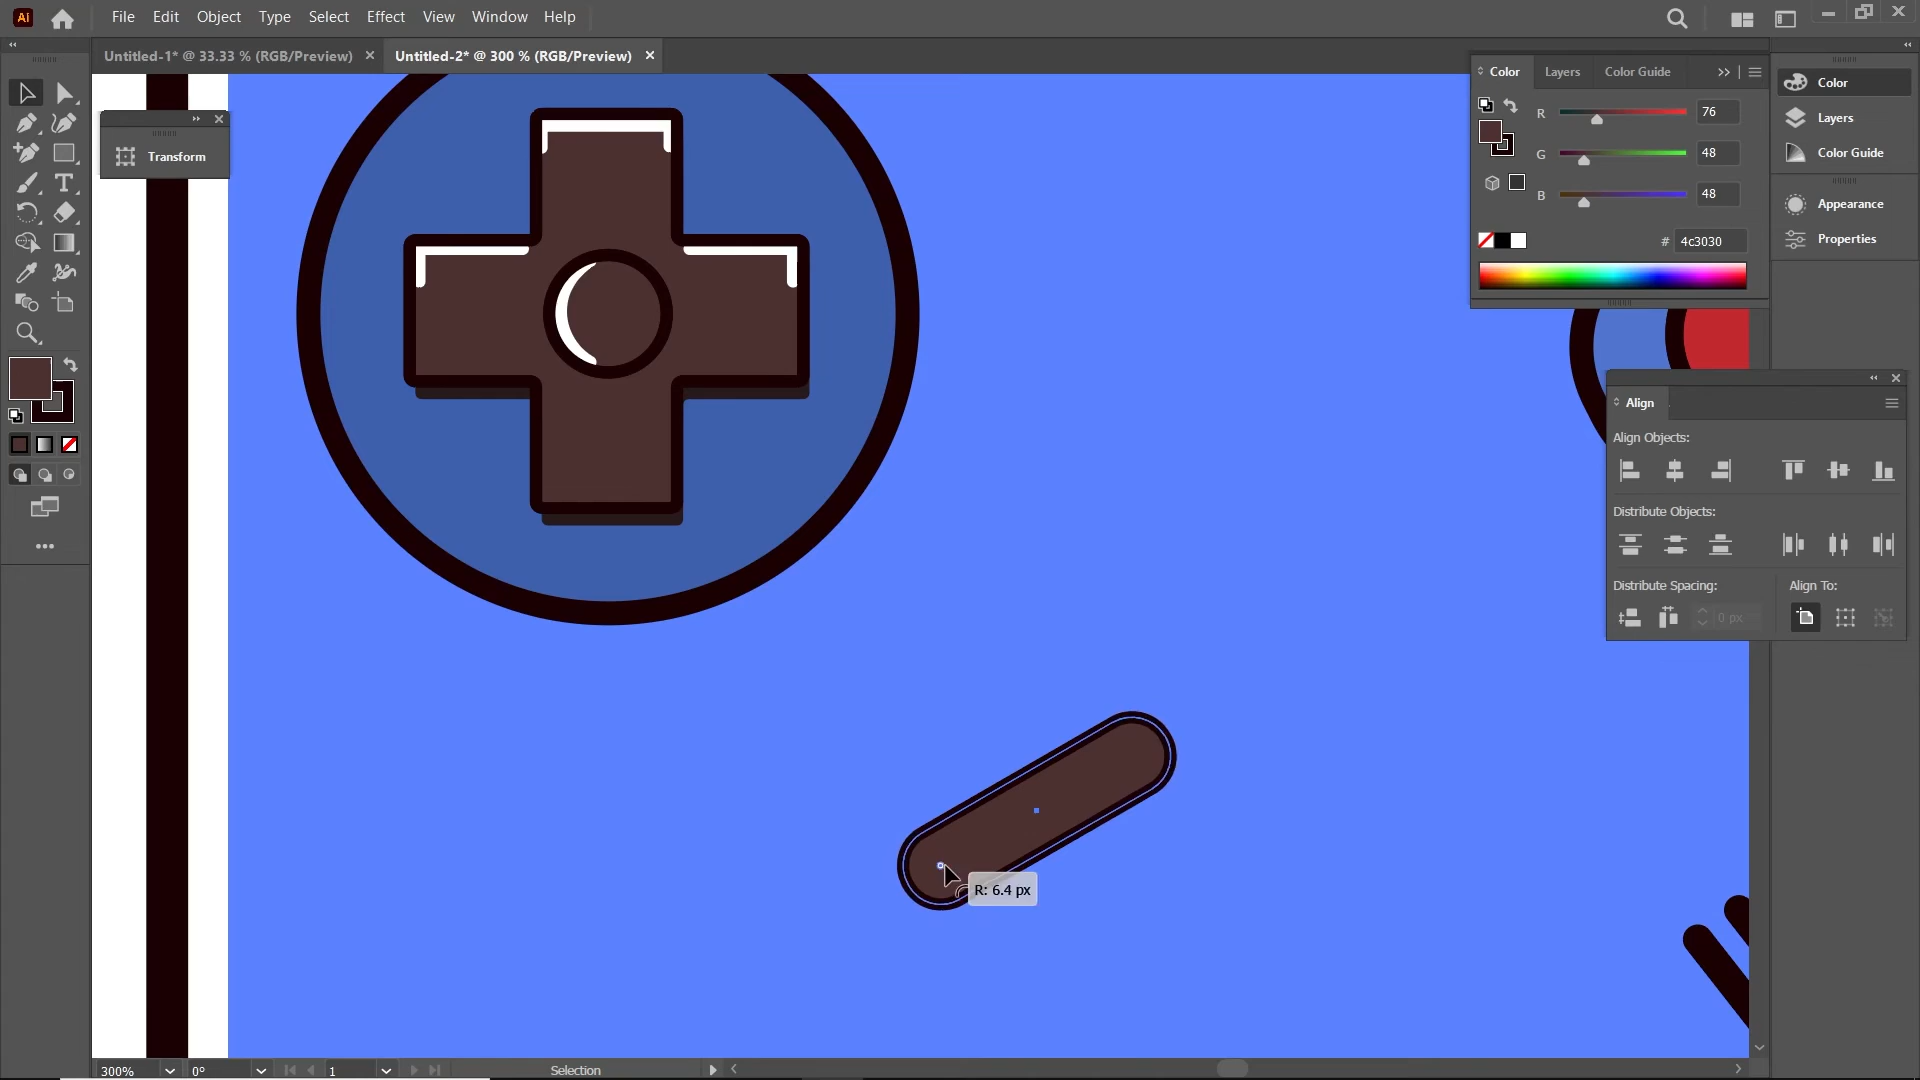 Ai
File Edit Object Type Select Effect View Window Help
Untitled-1* @ 33.33 % (RGB/Preview)
Untitled-2* @ 300 % (RGB/Preview)
Transform
Color Layers Color Guide
R 76
G 48
B 48
# 4c3030
Color
Layers
Color Guide
Appearance
Properties
Align
Align Objects:
Distribute Objects:
Distribute Spacing: Align To:
0 px
R: 6.4 px
300% 0° 1 Selection